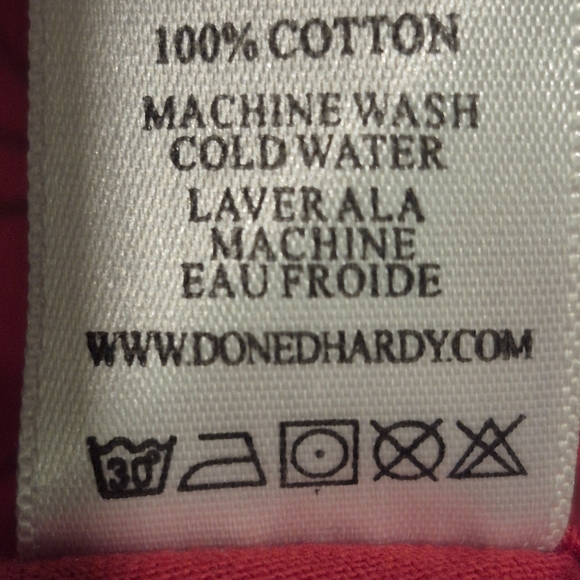 100% COTTON
MACHINE WASH
COLD WATER
LAVER ALA
MACHINE
EAU FROIDE
WWW.DONEDHARDY.COM
30°